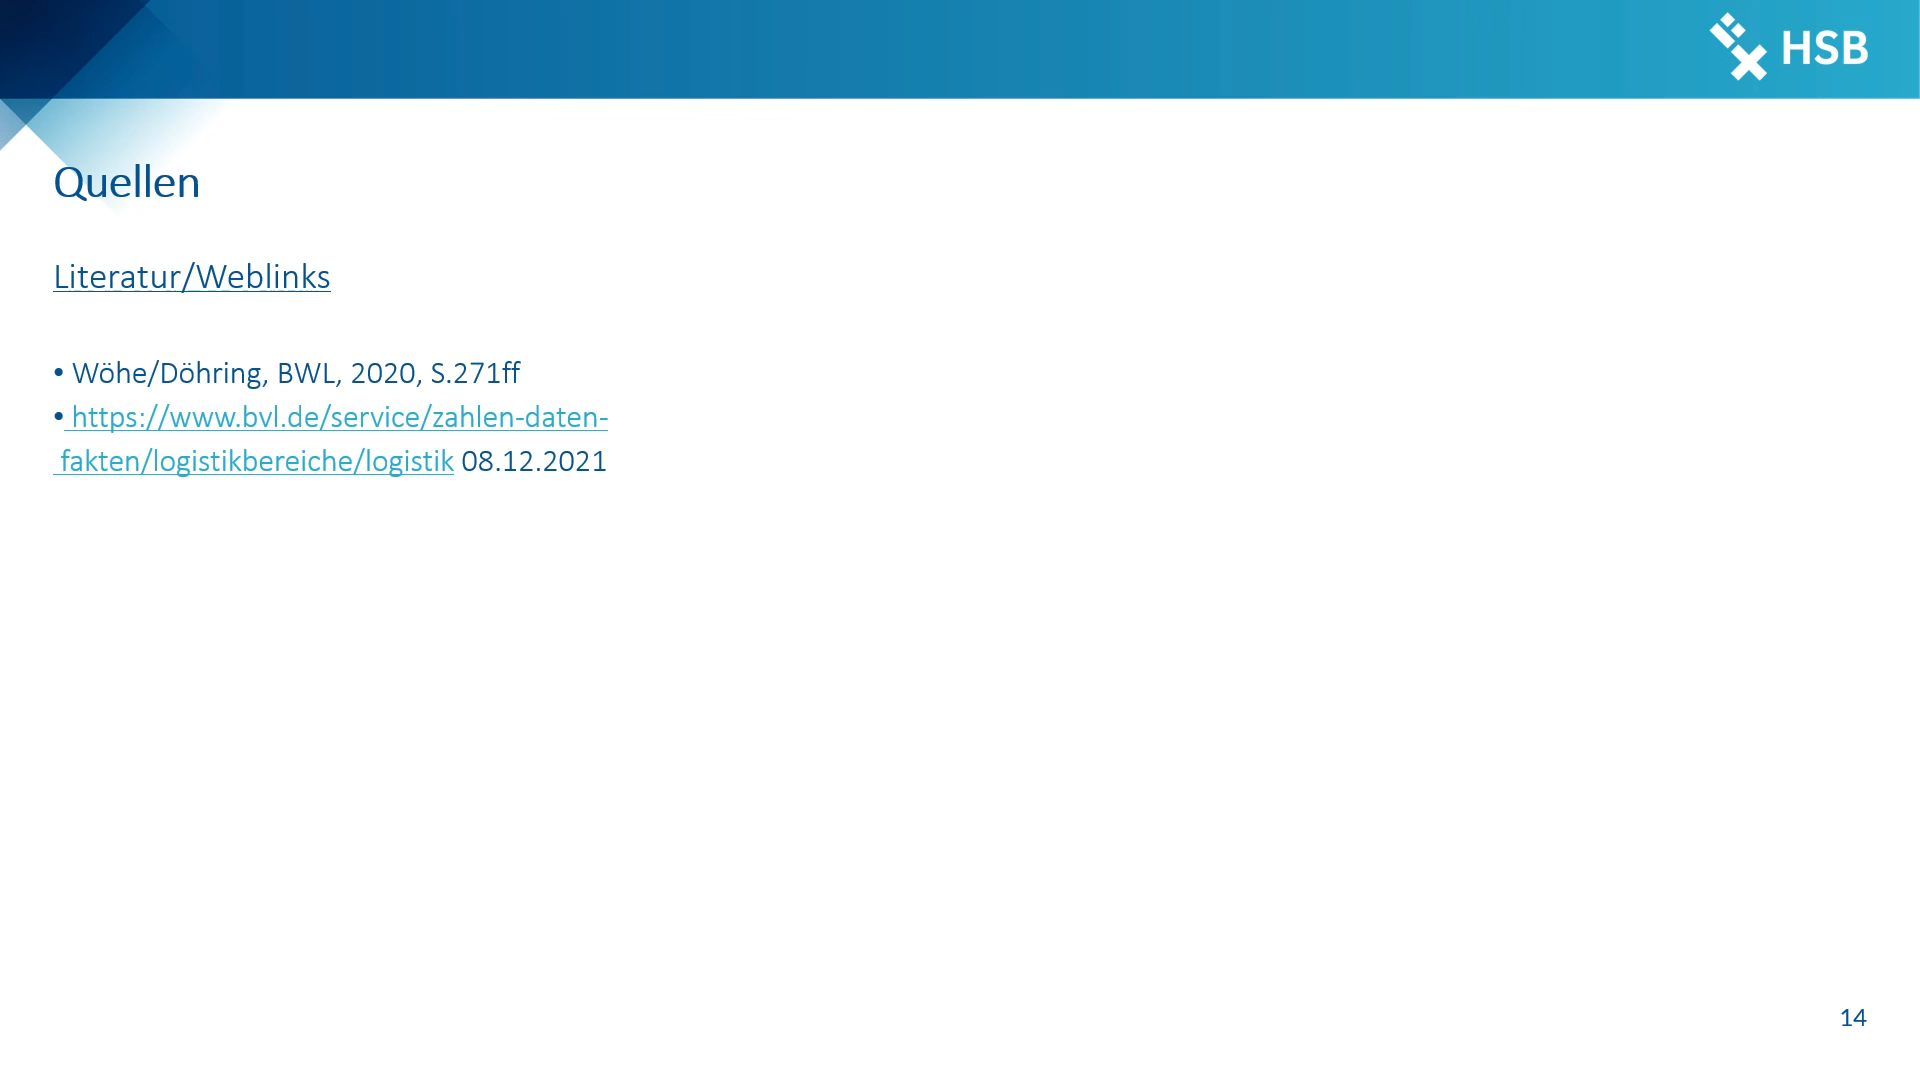 HSB
Quellen
Literatur/Weblinks
• Wöhe/Döhring, BWL, 2020, S.271ff
• https://www.bvl.de/service/zahlen-daten-
fakten/logistikbereiche/logistik 08.12.2021
14